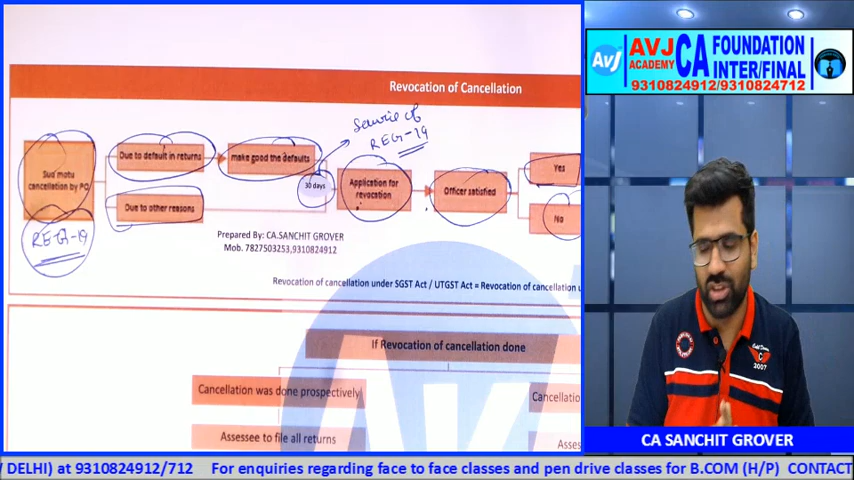 Revocation of Cancellation
Service of
REG-19
Suo motu
cancellation by PO
Due to default in returns
make good the defaults
30 days
Application for
revocation
Officer satisfied
Yes
Due to other reasons
No
REG-19
Prepared By: CA.SANCHIT GROVER
Mob. 7827503253,9310824912
Revocation of cancellation under SGST Act / UTGST Act = Revocation of cancellation u
If Revocation of cancellation done
Cancellation was done prospectively
Cancellatio
Assessee to file all returns
Asses
AVJ
ACADEMY
CA
FOUNDATION
INTER/FINAL
9310824912/9310824712
AVJ
2007
CA SANCHIT GROVER
/ DELHI) at 9310824912/712 For enquiries regarding face to face classes and pen drive classes for B.COM (H/P) CONTACT